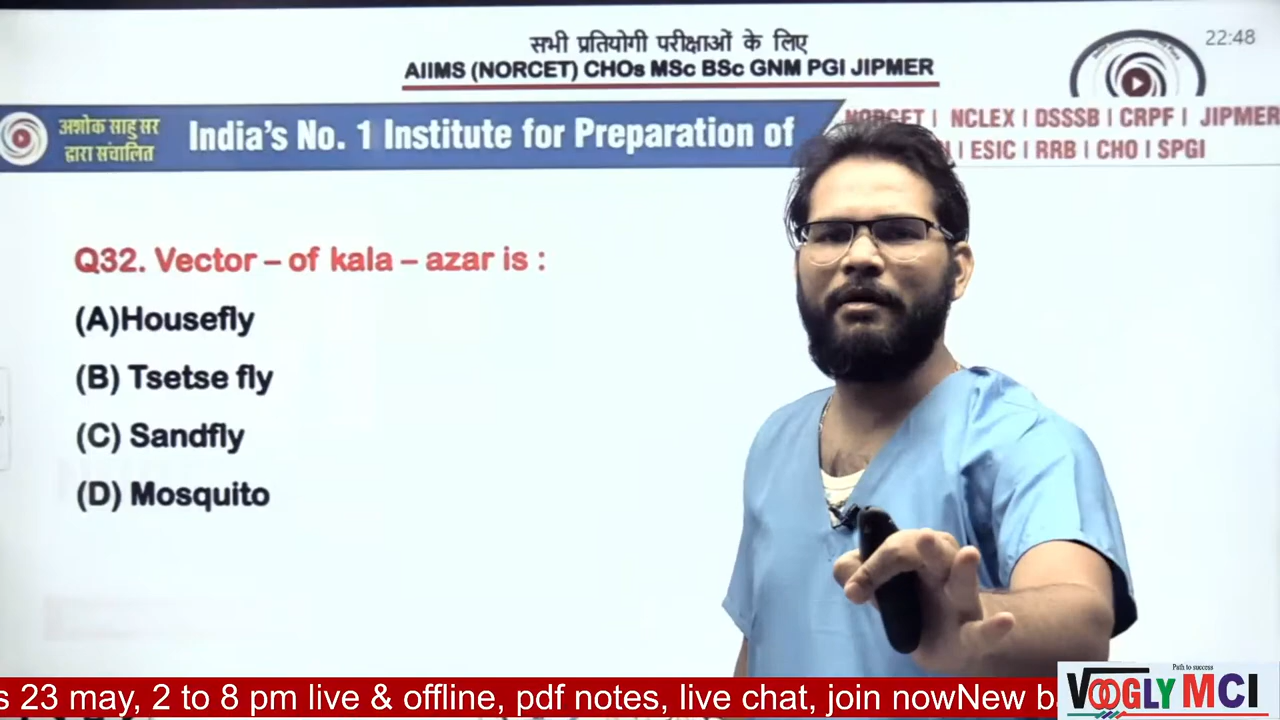 सभी प्रतियोगी परीक्षाओं के लिए
AIIMS (NORCET) CHOs MSc BSc GNM PGI JIPMER
22:48
अशोक साहु सर
द्वारा संचालित
India's No. 1 Institute for Preparation of
NORCET | NCLEX | DSSSB | CRPF | JIPMER
| ESIC | RRB | CHO | SPGI
Q32. Vector – of kala – azar is :
(A)Housefly
(B) Tsetse fly
(C) Sandfly
(D) Mosquito
s 23 may, 2 to 8 pm live & offline, pdf notes, live chat, join nowNew b
Path to success
VOOGLY MCI